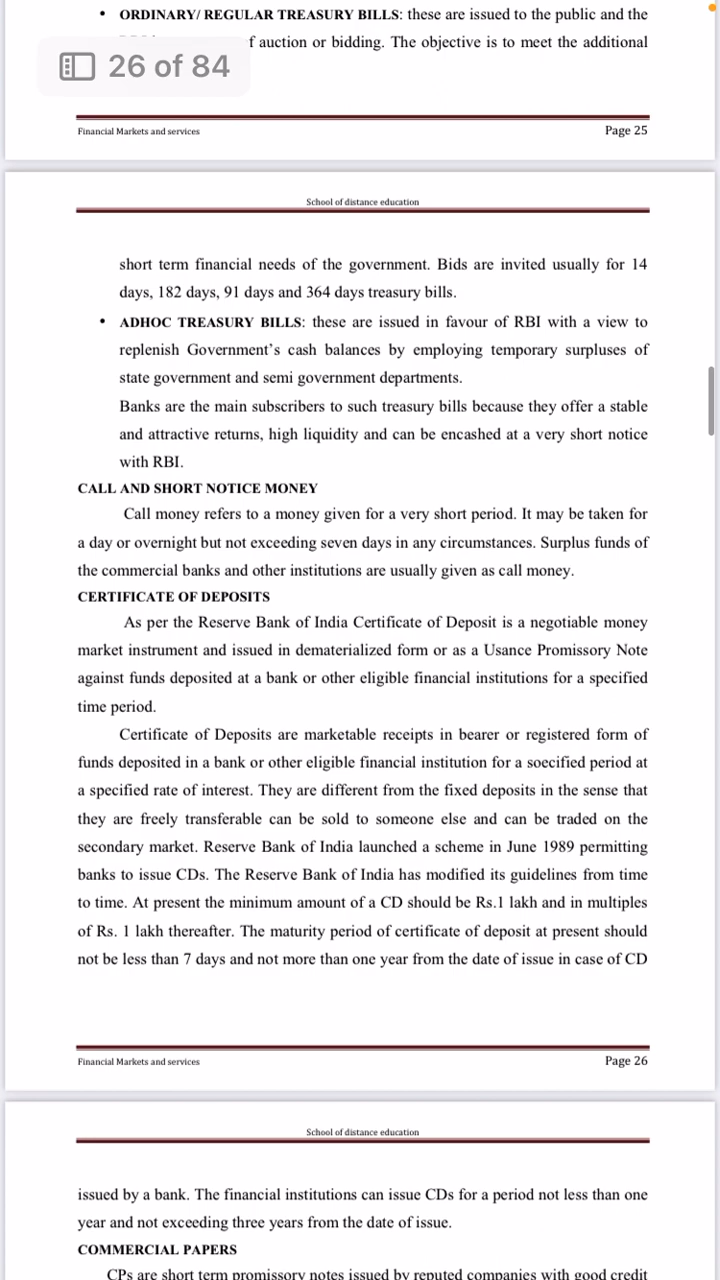 • ORDINARY/ REGULAR TREASURY BILLS: these are issued to the public and the
f auction or bidding. The objective is to meet the additional
26 of 84
Financial Markets and services Page 25
School of distance education
short term financial needs of the government. Bids are invited usually for 14
days, 182 days, 91 days and 364 days treasury bills.
• ADHOC TREASURY BILLS: these are issued in favour of RBI with a view to
replenish Government’s cash balances by employing temporary surpluses of
state government and semi government departments.
Banks are the main subscribers to such treasury bills because they offer a stable
and attractive returns, high liquidity and can be encashed at a very short notice
with RBI.
CALL AND SHORT NOTICE MONEY
Call money refers to a money given for a very short period. It may be taken for
a day or overnight but not exceeding seven days in any circumstances. Surplus funds of
the commercial banks and other institutions are usually given as call money.
CERTIFICATE OF DEPOSITS
As per the Reserve Bank of India Certificate of Deposit is a negotiable money
market instrument and issued in dematerialized form or as a Usance Promissory Note
against funds deposited at a bank or other eligible financial institutions for a specified
time period.
Certificate of Deposits are marketable receipts in bearer or registered form of
funds deposited in a bank or other eligible financial institution for a soecified period at
a specified rate of interest. They are different from the fixed deposits in the sense that
they are freely transferable can be sold to someone else and can be traded on the
secondary market. Reserve Bank of India launched a scheme in June 1989 permitting
banks to issue CDs. The Reserve Bank of India has modified its guidelines from time
to time. At present the minimum amount of a CD should be Rs.1 lakh and in multiples
of Rs. 1 lakh thereafter. The maturity period of certificate of deposit at present should
not be less than 7 days and not more than one year from the date of issue in case of CD
Financial Markets and services Page 26
School of distance education
issued by a bank. The financial institutions can issue CDs for a period not less than one
year and not exceeding three years from the date of issue.
COMMERCIAL PAPERS
CPs are short term promissory notes issued by reputed companies with good credit